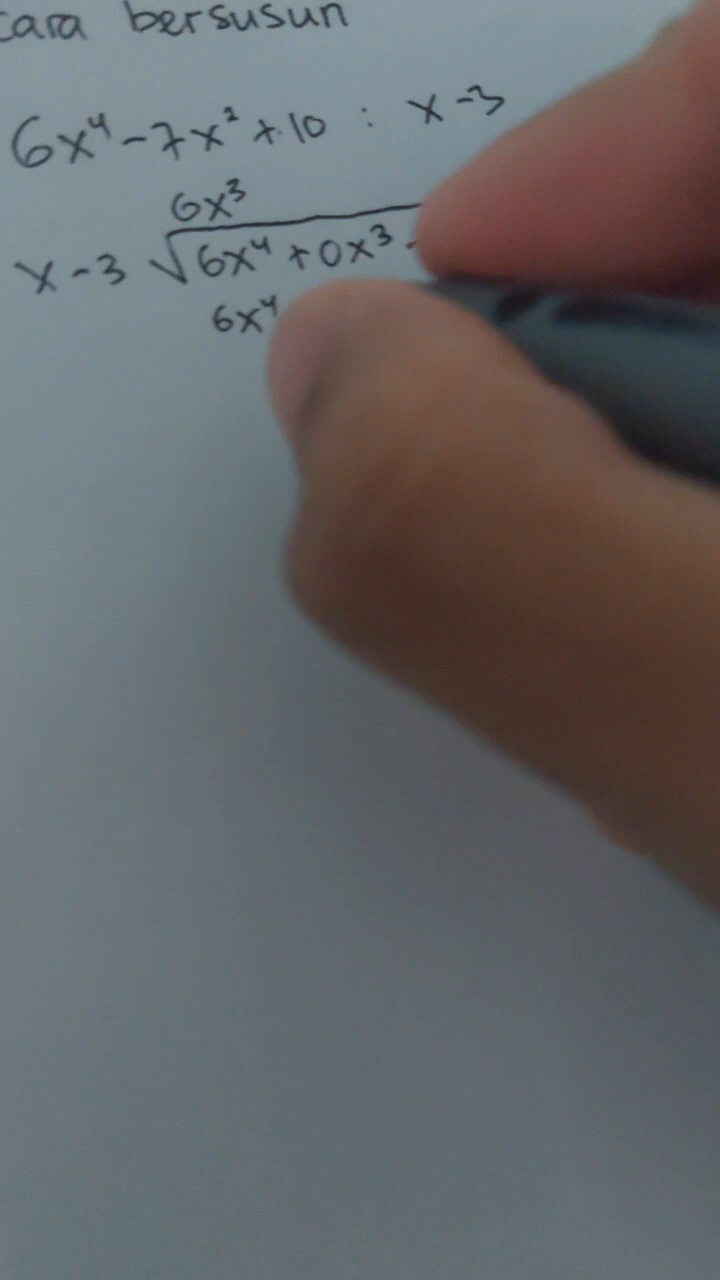 cara bersusun
6x⁴ - 7x² + 10 : x - 3
6x³
x - 3 √6x⁴ + 0x³ -
6x⁴